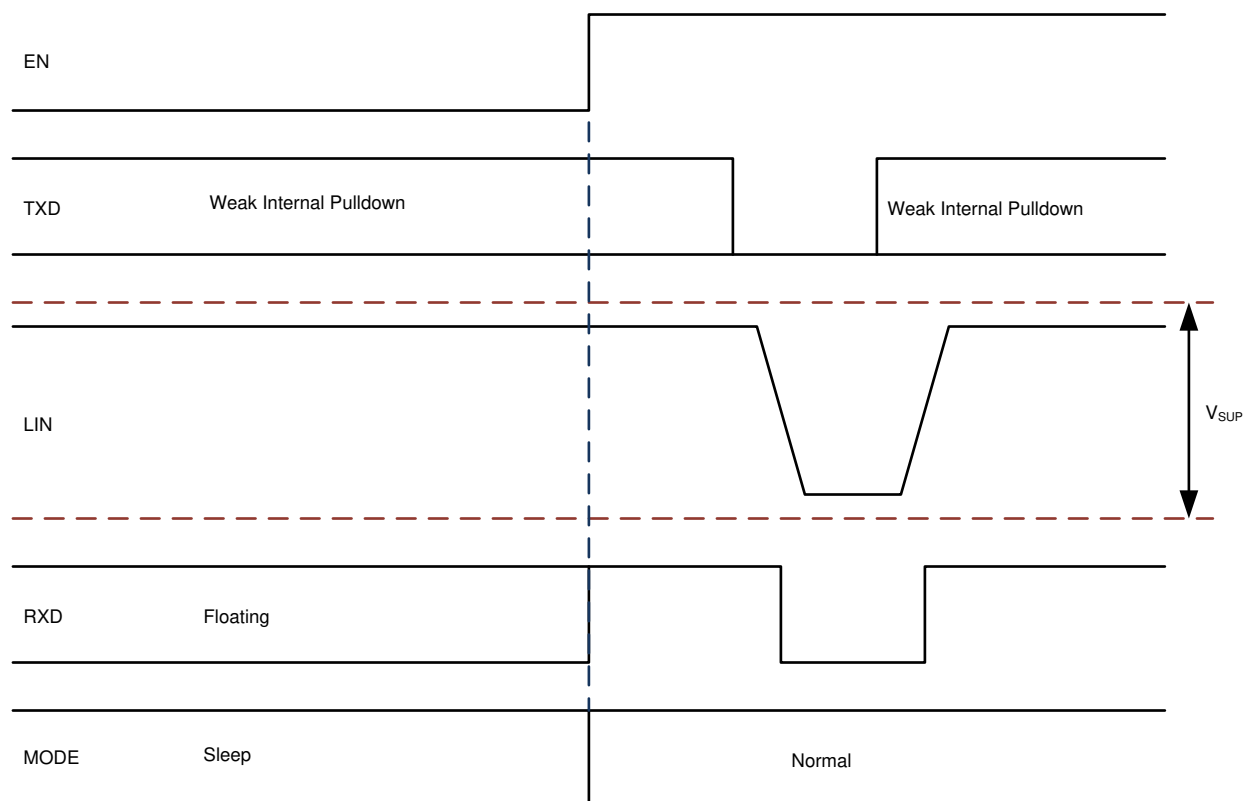 EN
TXD
Weak Internal Pulldown
Weak Internal Pulldown
LIN
VSUP
RXD
Floating
MODE
Sleep
Normal